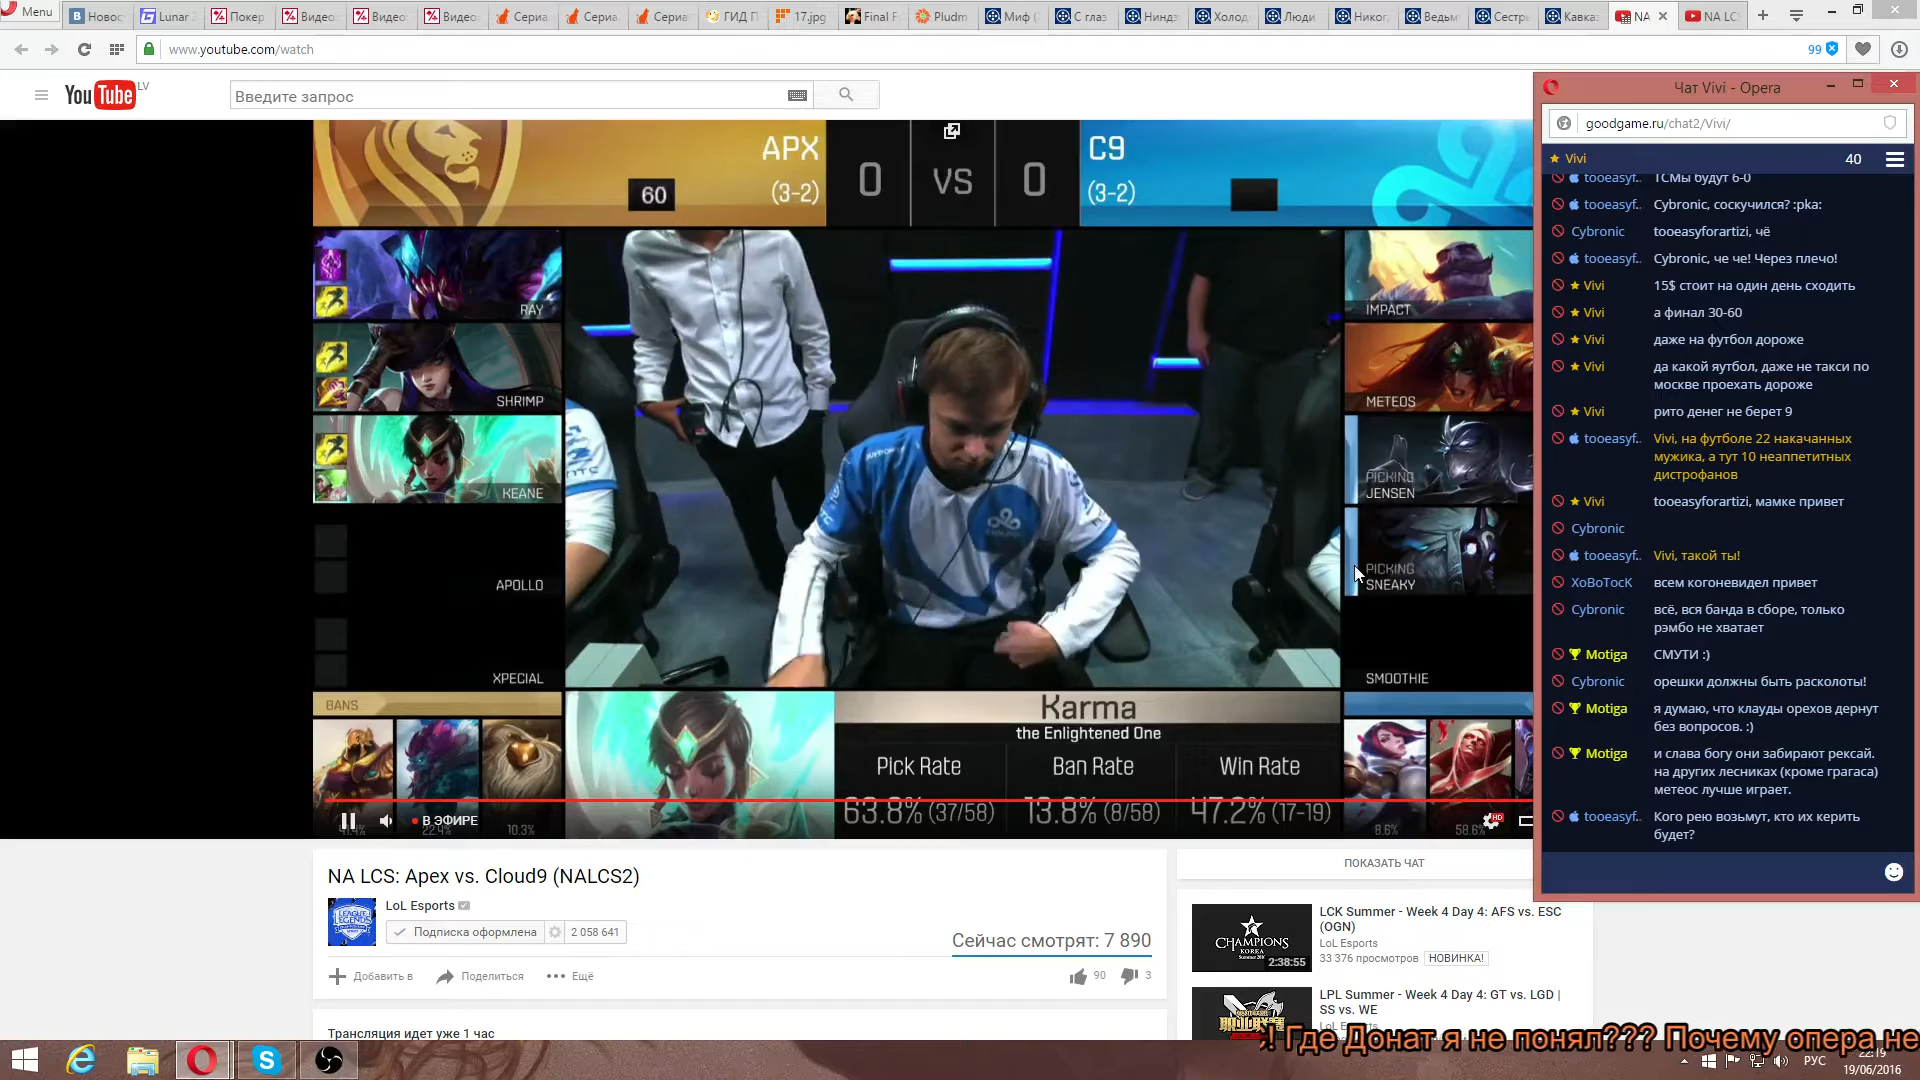 Menu
Новос
Lunar
Покер
Видео
Видео
Видео
Сериа
Сериа
Сериа
ГИД П
17.jpg
Final F
Pludm
Миф (
С глаз
Нинд
Холод
Люди
Никог
Ведьм
Сестр
Кавка
NA
NA LC
www.youtube.com/watch
99
YouTube LV
Введите запрос
APX
(3-2)
60
0
VS
0
C9
(3-2)
RAY
SHRIMP
KEANE
APOLLO
XPECIAL
IMPACT
METEOS
PICKING
JENSEN
PICKING
SNEAKY
SMOOTHIE
BANS
Karma
the Enlightened One
Pick Rate
Ban Rate
Win Rate
63.8% (37/58)
13.8% (8/58)
47.2% (17-19)
22.4%
10.3%
8.6%
58.6%
В ЭФИРЕ
HD
NA LCS: Apex vs. Cloud9 (NALCS2)
LoL Esports
Подписка оформлена
2 058 641
Сейчас смотрят: 7 890
Добавить в
Поделиться
Ещё
90
3
Трансляция идет уже 1 час
ПОКАЗАТЬ ЧАТ
CHAMPIONS
2:38:55
LCK Summer - Week 4 Day 4: AFS vs. ESC
(OGN)
LoL Esports
33 376 просмотров
НОВИНКА!
LPL Summer - Week 4 Day 4: GT vs. LGD |
SS vs. WE
Чат Vivi - Opera
goodgame.ru/chat2/Vivi/
Vivi
40
tooeasyf.. ТСМы будут 6-0
tooeasyf.. Cybronic, соскучился? :pka:
Cybronic tooeasyforartizi, чё
tooeasyf.. Cybronic, че че! Через плечо!
Vivi 15$ стоит на один день сходить
Vivi а финал 30-60
Vivi даже на футбол дороже
Vivi да какой яутбол, даже не такси по
москве проехать дороже
Vivi рито денег не берет 9
tooeasyf.. Vivi, на футболе 22 накачанных
мужика, а тут 10 неаппетитных
дистрофанов
Vivi tooeasyforartizi, мамке привет
Cybronic
tooeasyf.. Vivi, такой ты!
XoBoTocK всем когоневидел привет
Cybronic всё, вся банда в сборе, только
рэмбо не хватает
Motiga СМУТИ :)
Cybronic орешки должны быть расколоты!
Motiga я думаю, что клауды орехов дернут
без вопросов. :)
Motiga и слава богу они забирают рексай.
на других лесниках (кроме грагаса)
метеос лучше играет.
tooeasyf.. Кого рею возьмут, кто их керить
будет?
! Где Донат я не понял??? Почему опера не
РУС
22:19
19/06/2016